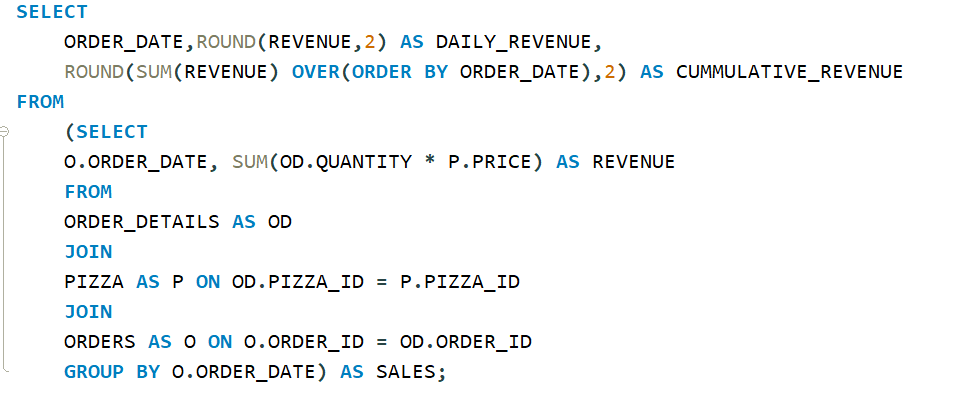 SELECT
ORDER_DATE,ROUND(REVENUE,2) AS DAILY_REVENUE,
ROUND(SUM(REVENUE) OVER(ORDER BY ORDER_DATE),2) AS CUMMULATIVE_REVENUE
FROM
(SELECT
O.ORDER_DATE, SUM(OD.QUANTITY * P.PRICE) AS REVENUE
FROM
ORDER_DETAILS AS OD
JOIN
PIZZA AS P ON OD.PIZZA_ID = P.PIZZA_ID
JOIN
ORDERS AS O ON O.ORDER_ID = OD.ORDER_ID
GROUP BY O.ORDER_DATE) AS SALES;